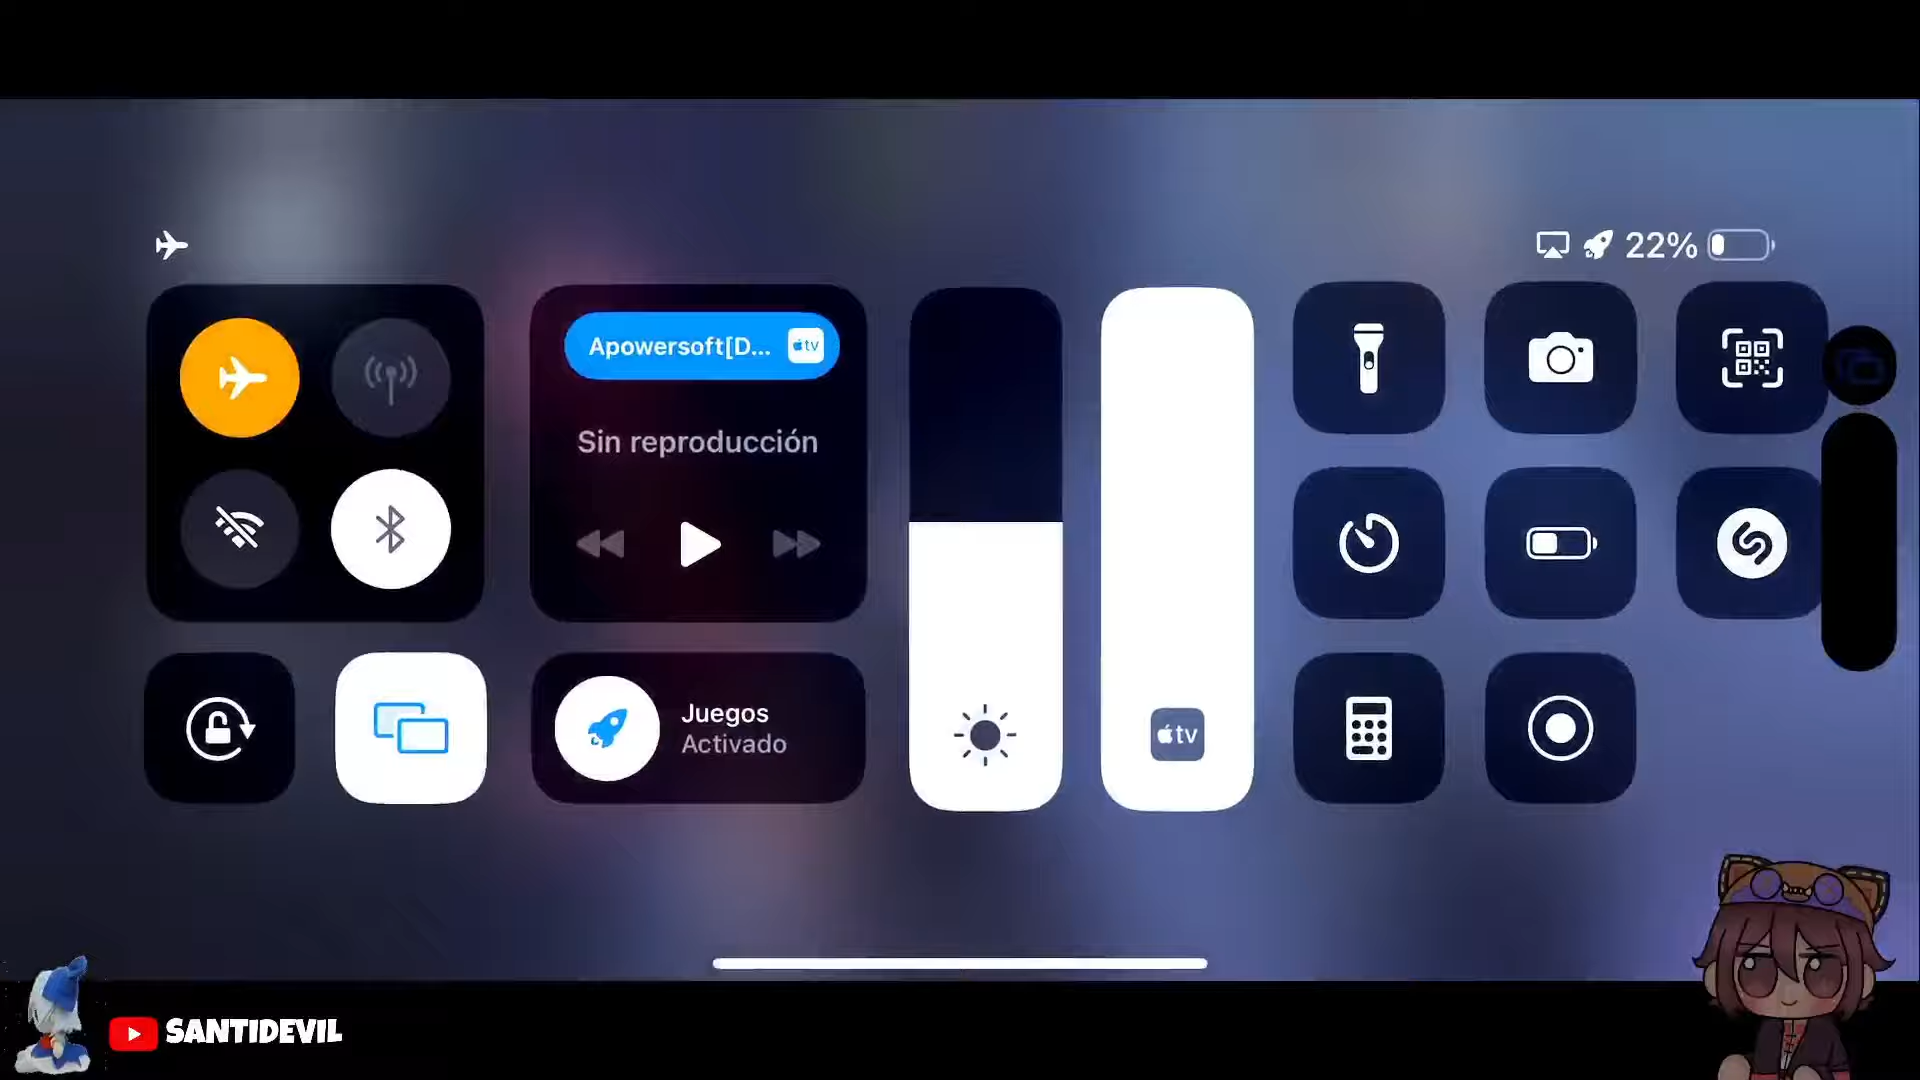 22%
Apowersoft[D...
tv
Sin reproducción
Juegos
Activado
tv
SANTIDEVIL